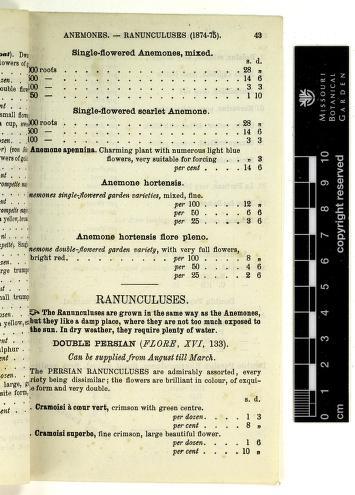 ANEMONES. — RANUNCULUSES (1874-75). 43
Single-flowered Anemones, mixed.
s. d.
000 roots . . . . . 28 »
500 — . . . . . 14 6
100 — . . . . . 3 3
50 — . . . . . 1 10
Single-flowered scarlet Anemone.
000 roots . . . . . 28 »
500 — . . . . . 14 6
100 — . . . . . 3 3
Anemone apennina. Charming plant with numerous light blue
flowers, very suitable for forcing . . » 3
per cent . . . 14 6
Anemone hortensis.
nemones single-flowered garden varieties, mixed, fine.
per 100 . . . . 12 »
per 50 . . . . 6 6
per 25 . . . . 3 6
Anemone hortensis flore pleno.
nemone double-flowered garden variety, with very full flowers,
bright red. . . . . per 100 . . . . 8 »
per 50 . . . . 4 6
per 25 . . . . 2 6
RANUNCULUSES.
The Ranunculuses are grown in the same way as the Anemones,
but they like a damp place, where they are not too much exposed to
the sun. In dry weather, they require plenty of water.
DOUBLE PERSIAN (FLORE, XVI, 133).
Can be supplied from August till March.
The PERSIAN RANUNCULUSES are admirably assorted, every
riety being dissimilar; the flowers are brilliant in colour, of exqui-
e form and very double.
s. d.
. Cramoisi à cœur vert, crimson with green centre.
per dozen. . . . 1 3
per cent . . . . 8 »
. Cramoisi superbe, fine crimson, large beautiful flower.
per dozen. . . . 1 6
per cent . . . . 10 »
MISSOURI
BOTANICAL
GARDEN
copyright reserved
0 1 2 3 4 5 6 7 8 9 10
cm